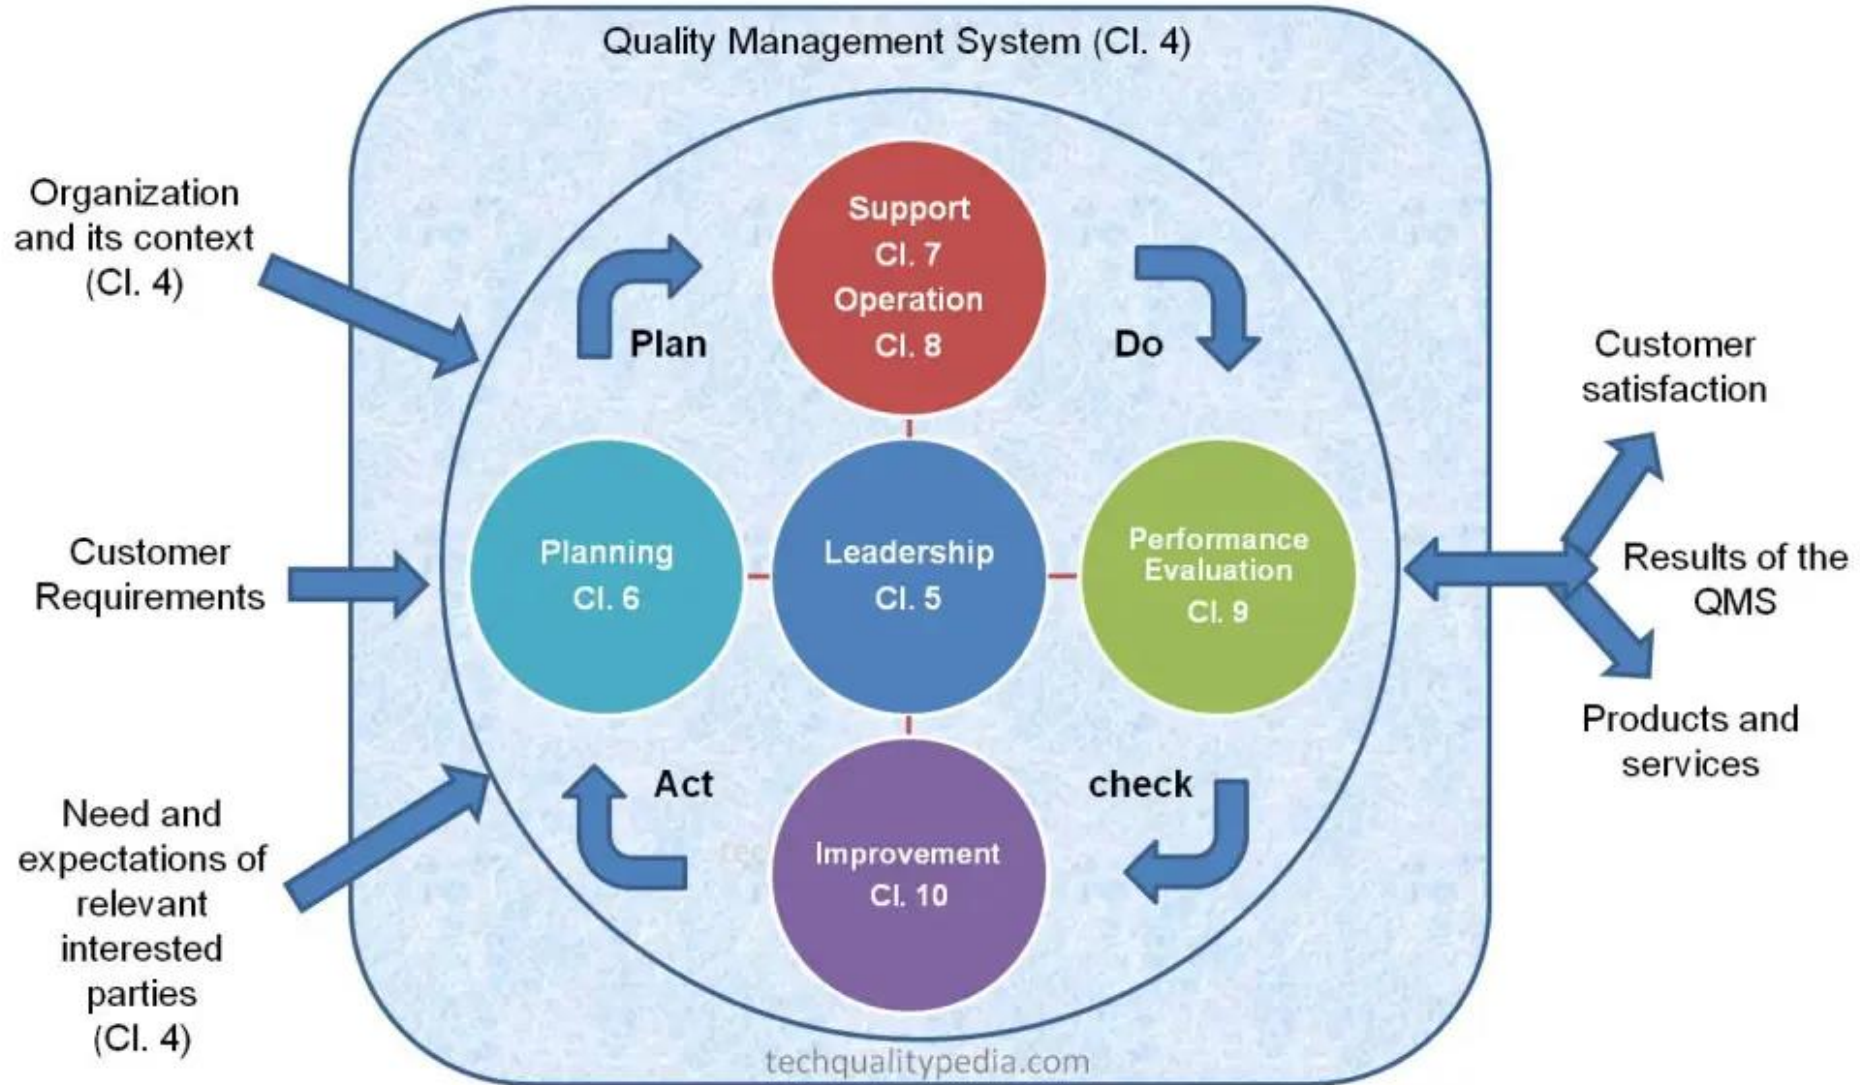 Quality Management System (Cl. 4)
Organization
and its context
(Cl. 4)
Customer
Requirements
Need and
expectations of
relevant
interested
parties
(Cl. 4)
Plan
Support
Cl. 7
Operation
Cl. 8
Do
Planning
Cl. 6
Leadership
Cl. 5
Performance
Evaluation
Cl. 9
Act
Improvement
Cl. 10
check
Customer
satisfaction
Results of the
QMS
Products and
services
techqualitypedia.com